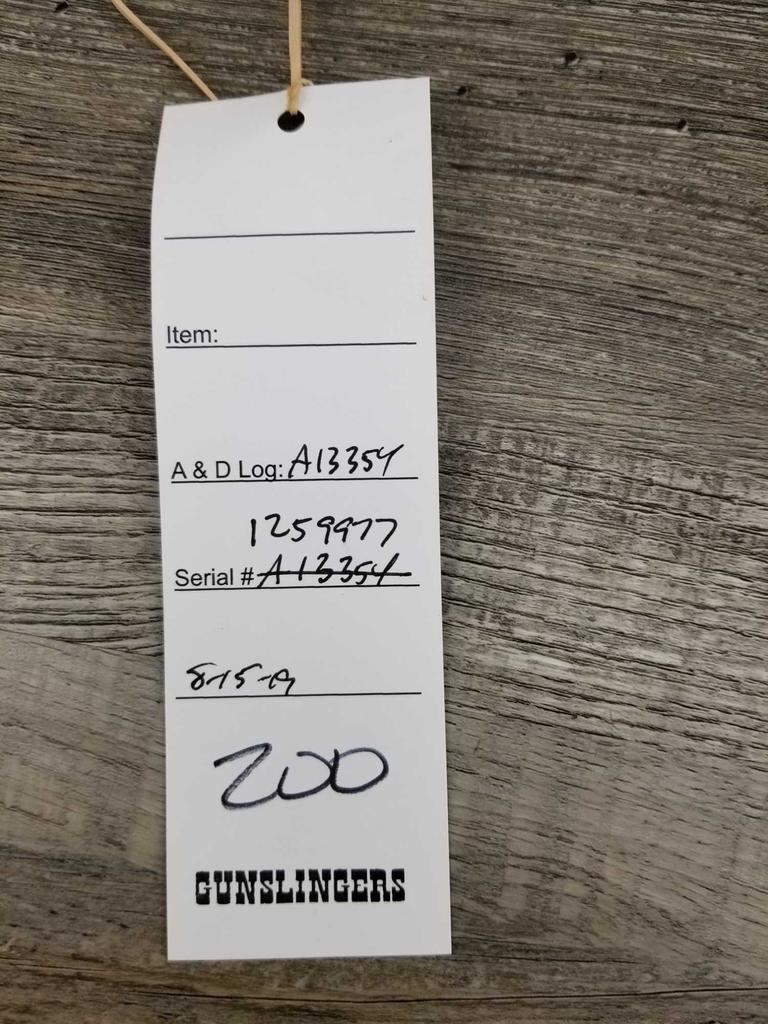 Item:
A & D Log: A13354
1259977
Serial # A13354
8-15-19
200
GUNSLINGERS